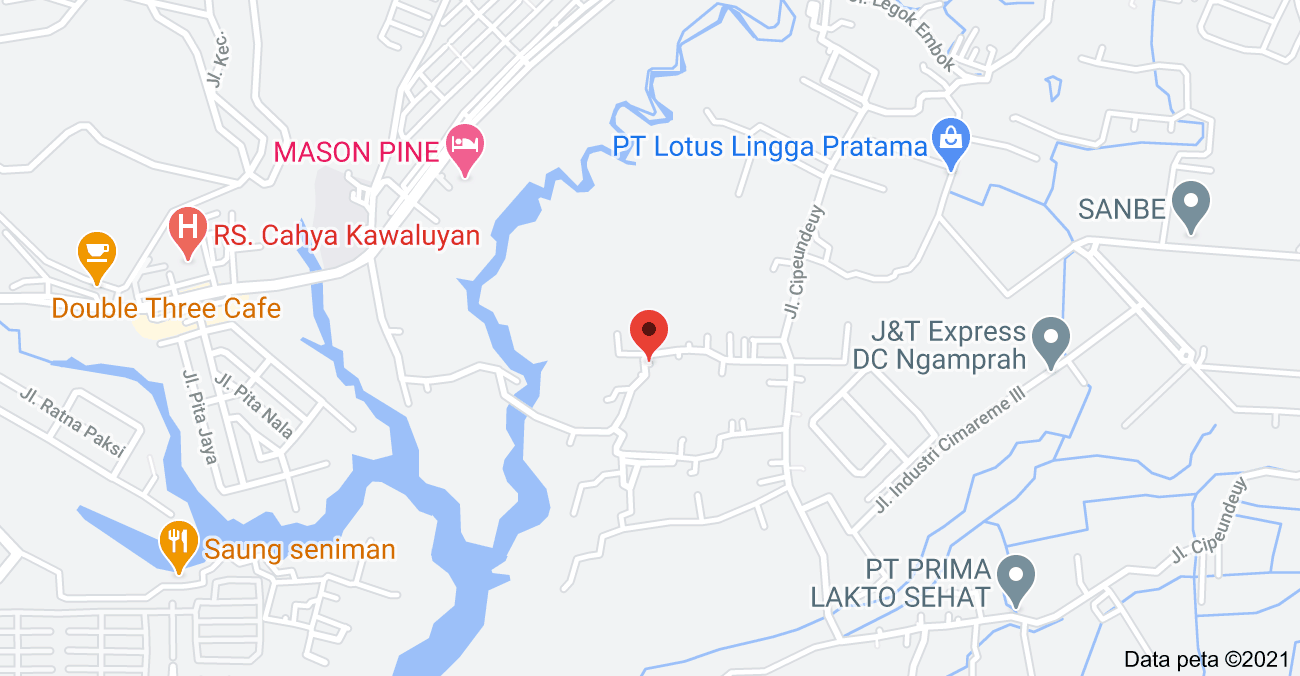 Jl. Legok Embok
Jl. Kec.
MASON PINE
PT Lotus Lingga Pratama
SANBE
RS. Cahya Kawaluyan
Jl. Cipeundeuy
Double Three Cafe
J&T Express
DC Ngamprah
Jl. Pita Jaya
Jl. Pita Nala
Jl. Ratna Paksi
Jl. Industri Cimareme III
Jl. Cipeundeuy
Saung seniman
PT PRIMA
LAKTO SEHAT
Data peta ©2021